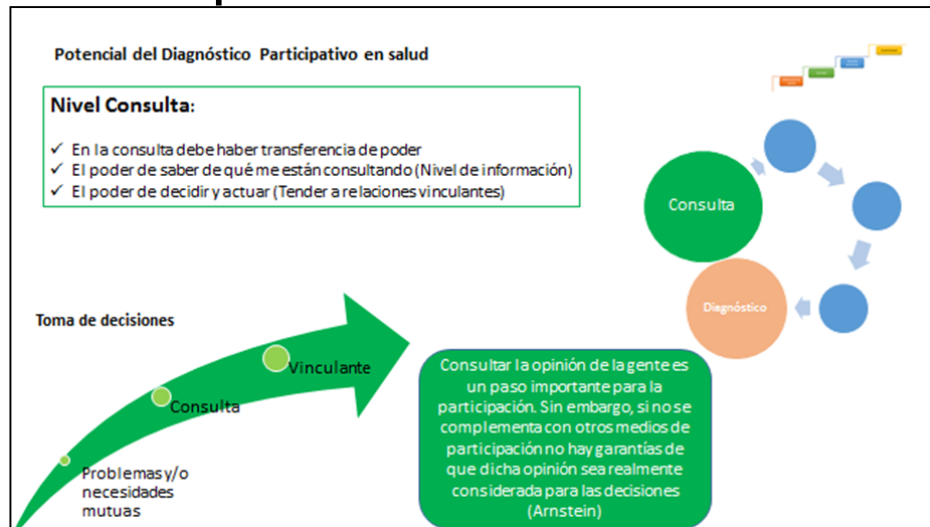 Potencial del Diagnóstico Participativo en salud
Nivel Consulta:
✓ En la consulta debe haber transferencia de poder
✓ El poder de saber de qué me están consultando (Nivel de información)
✓ El poder de decidir y actuar (Tender a relaciones vinculantes)
Consulta
Diagnóstico
Toma de decisiones
Vinculante
Consulta
Problemas y/o
necesidades
mutuas
Consultar la opinión de la gente es
un paso importante para la
participación. Sin embargo, si no se
complementa con otros medios de
participación no hay garantías de
que dicha opinión sea realmente
considerada para las decisiones
(Arnstein)